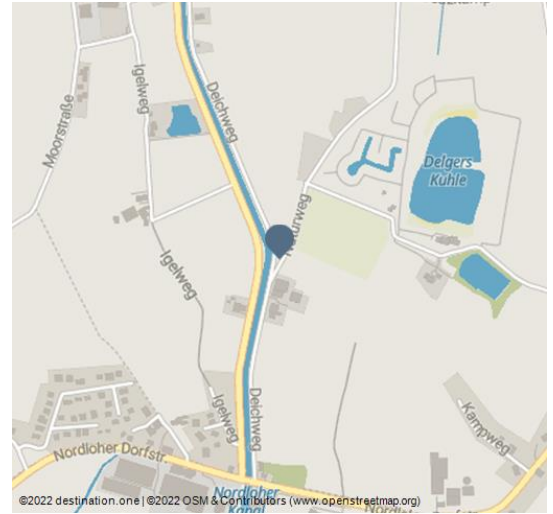 Moorstraße
Igelweg
Deichweg
Delgers
Kuhle
Naturweg
Igelweg
Igelweg
Deichweg
Kampweg
Nordloher Dorfstr.
Nordloher
Kanal
©2022 destination.one | ©2022 OSM & Contributors (www.openstreetmap.org)